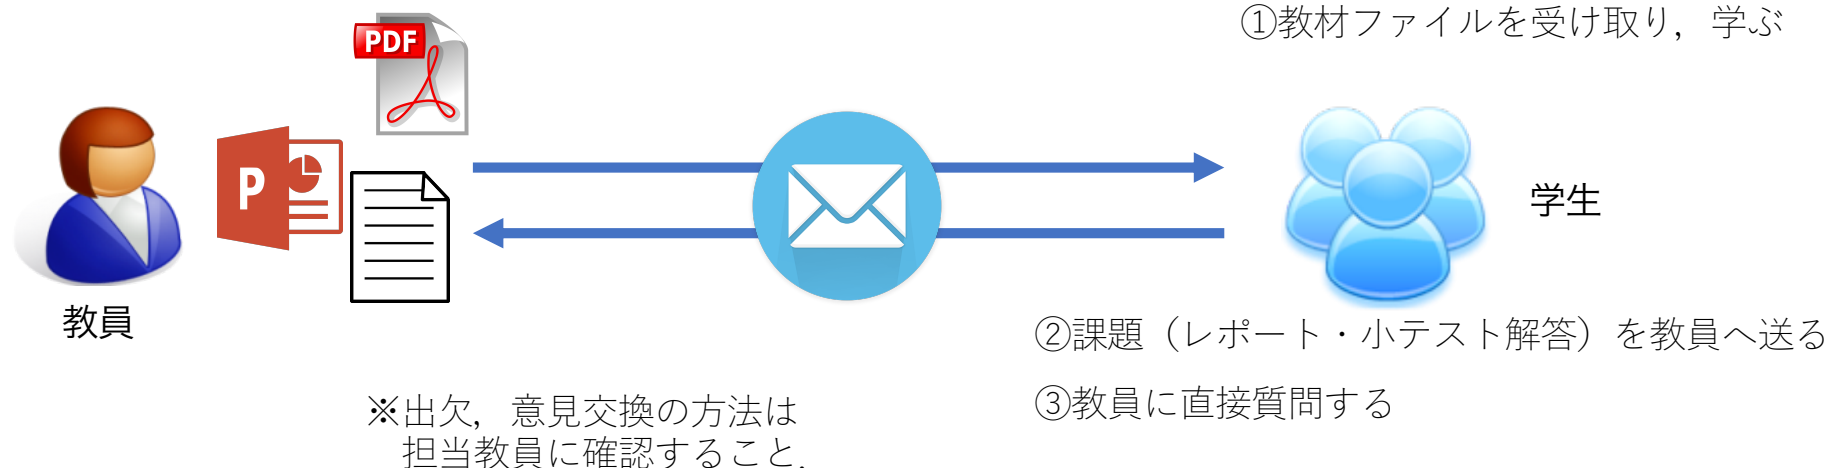 ①教材ファイルを受け取り，学ぶ
PDF
P
学生
教員
②課題（レポート・小テスト解答）を教員へ送る
③教員に直接質問する
※出欠，意見交換の方法は
担当教員に確認すること．